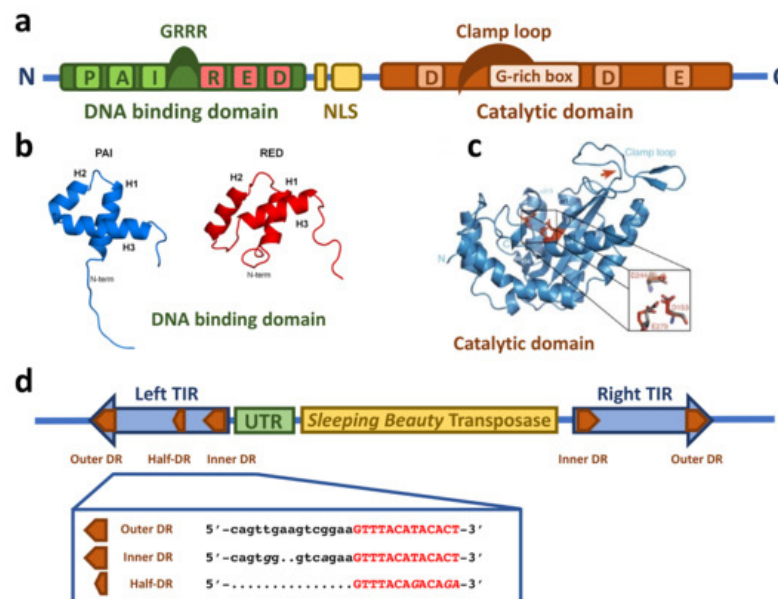 a
GRRR
Clamp loop
N P A I R E D D G-rich box D E C
DNA binding domain NLS Catalytic domain
b
PAI
H2
H1
H3
N-term
RED
H2
H1
H3
N-term
DNA binding domain
c
Clamp loop
N
D244
D153
E279
Catalytic domain
d
Left TIR Right TIR
UTR Sleeping Beauty Transposase
Outer DR Half-DR Inner DR Inner DR Outer DR
Outer DR 5'-cagttgaagtcggaaGTTTACATACACT-3'
Inner DR 5'-cagtgg..gtcagaaGTTTACATACACT-3'
Half-DR 5'-...............GTTTACAGACAGA-3'